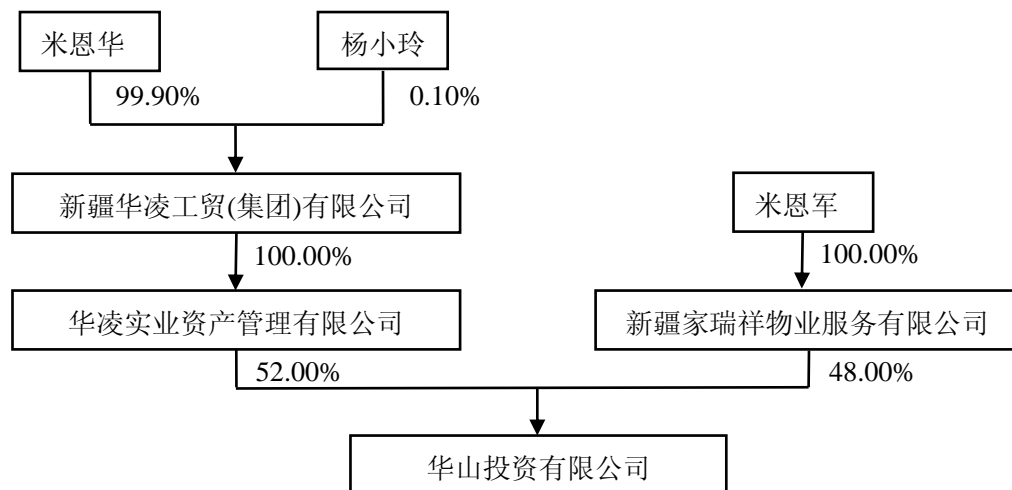 米恩华
杨小玲
99.90%
0.10%
新疆华凌工贸(集团)有限公司
米恩军
100.00%
100.00%
华凌实业资产管理有限公司
新疆家瑞祥物业服务有限公司
52.00%
48.00%
华山投资有限公司